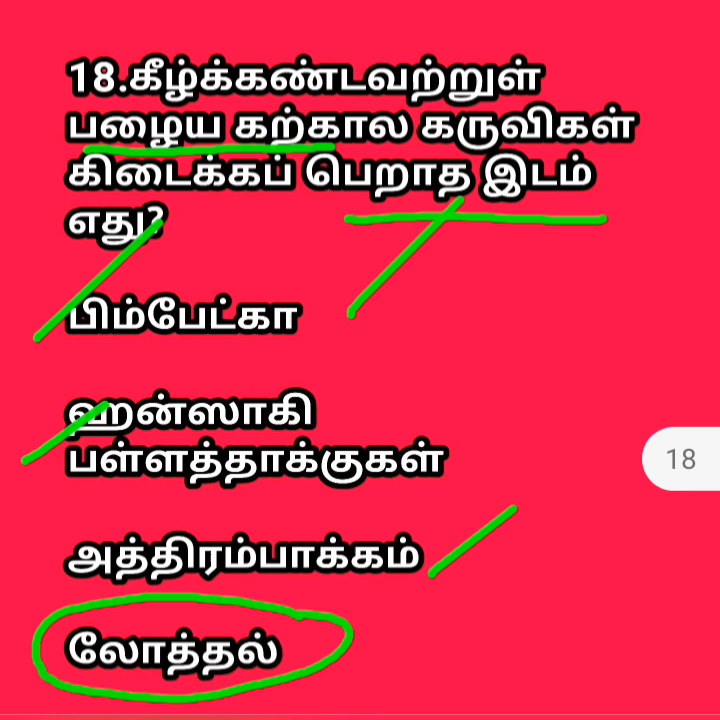 18.கீழ்க்கண்டவற்றுள்
பழைய கற்கால கருவிகள்
கிடைக்கப் பெறாத இடம்
எது?
பிம்பேட்கா
ஹன்ஸாகி
பள்ளத்தாக்குகள்
அத்திரம்பாக்கம்
லோத்தல்
18